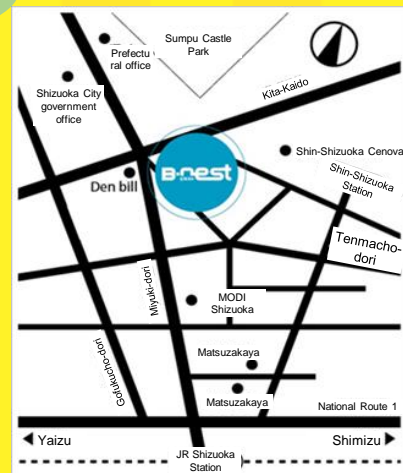 Sumpu Castle
Park
Prefectu
ral office
Kita-Kaido
Shizuoka City
government
office
Shin-Shizuoka Cenova
Shin-Shizuoka
Station
B-nest
Den bill
Tenmacho-
dori
Miyuki-dori
MODI
Shizuoka
Gofukucho-dori
Matsuzakaya
Matsuzakaya
National Route 1
Yaizu
Shimizu
JR Shizuoka
Station